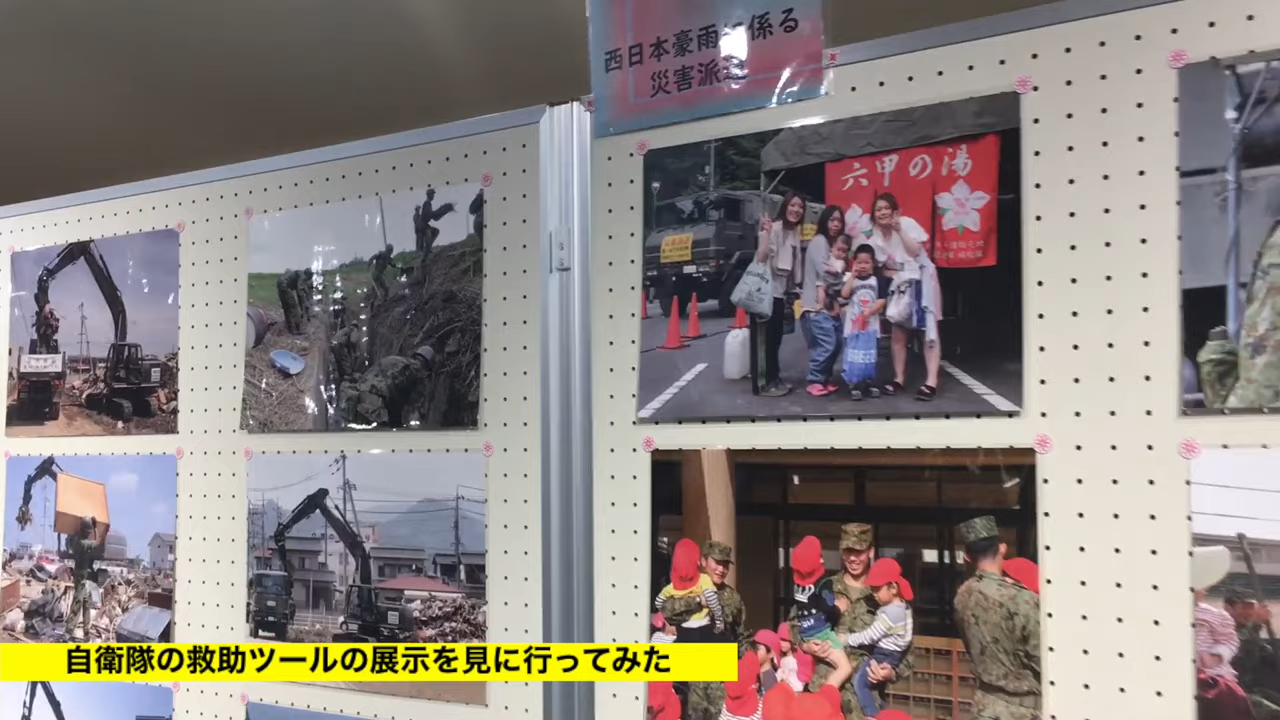 西日本豪雨に係る
災害派遣
六甲の湯
自衛隊の救助ツールの展示を見に行ってみた